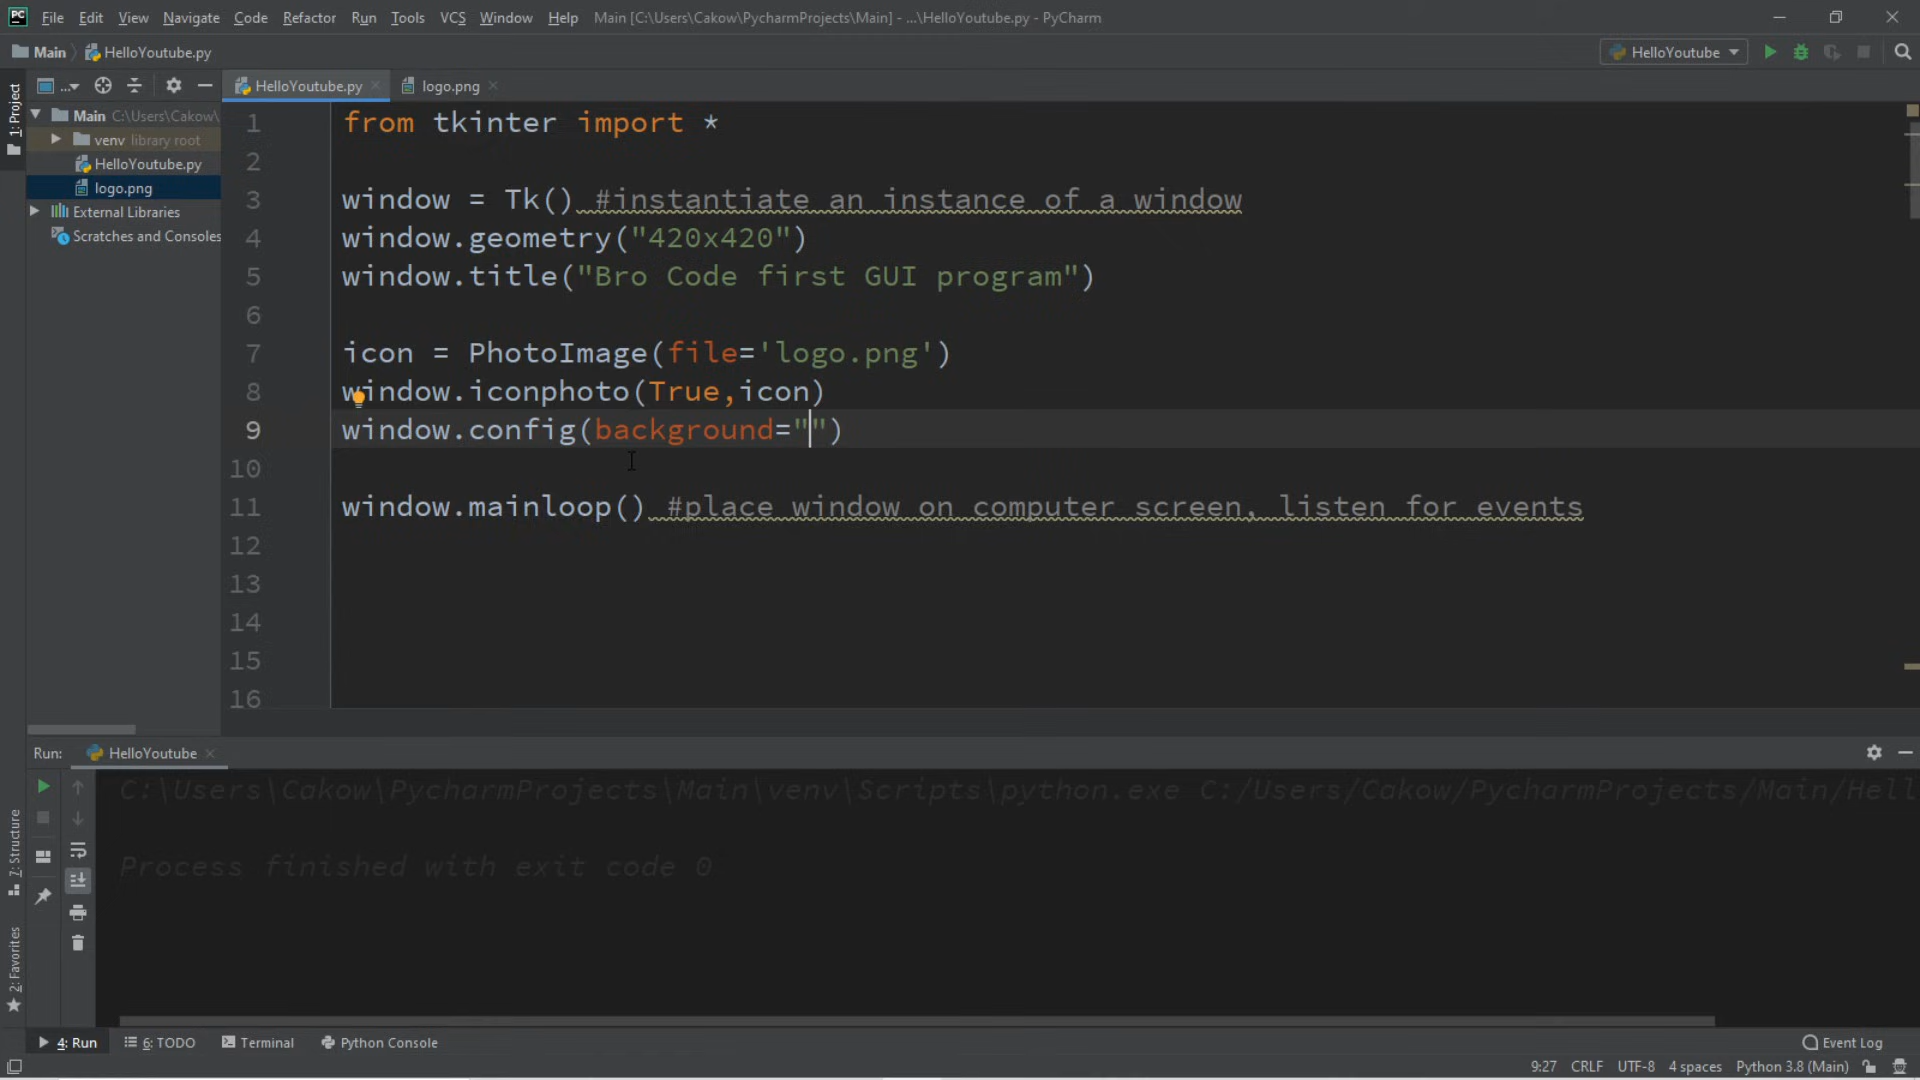 PC File Edit View Navigate Code Refactor Run Tools VCS Window Help Main [C:\Users\Cakow\PycharmProjects\Main] - ...\HelloYoutube.py - PyCharm
Main HelloYoutube.py HelloYoutube
... HelloYoutube.py logo.png
1: Project
Main C:\Users\Cakow\
venv library root
HelloYoutube.py
logo.png
External Libraries
Scratches and Consoles
1 from tkinter import *
2
3 window = Tk() #instantiate an instance of a window
4 window.geometry("420x420")
5 window.title("Bro Code first GUI program")
6
7 icon = PhotoImage(file='logo.png')
8 window.iconphoto(True,icon)
9 window.config(background="")
10
11 window.mainloop() #place window on computer screen, listen for events
12
13
14
15
16
Run: HelloYoutube
C:\Users\Cakow\PycharmProjects\Main\venv\Scripts\python.exe C:/Users/Cakow/PycharmProjects/Main/Hell
Process finished with exit code 0
7: Structure
2: Favorites
4: Run 6: TODO Terminal Python Console Event Log
9:27 CRLF UTF-8 4 spaces Python 3.8 (Main)